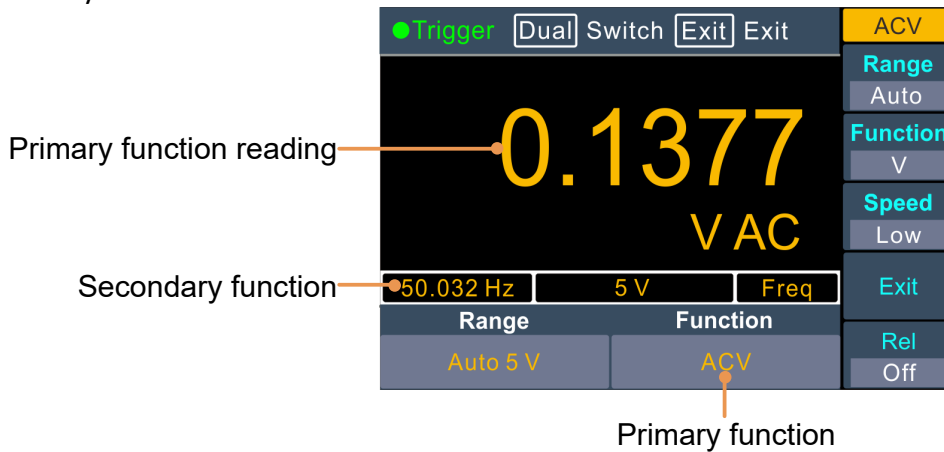 Trigger Dual Switch Exit Exit
ACV
Range
Auto
Function
V
Speed
Low
Exit
Rel
Off
Primary function reading
0.1377
V AC
Secondary function
50.032 Hz 5 V Freq
Range Function
Auto 5 V ACV
Primary function